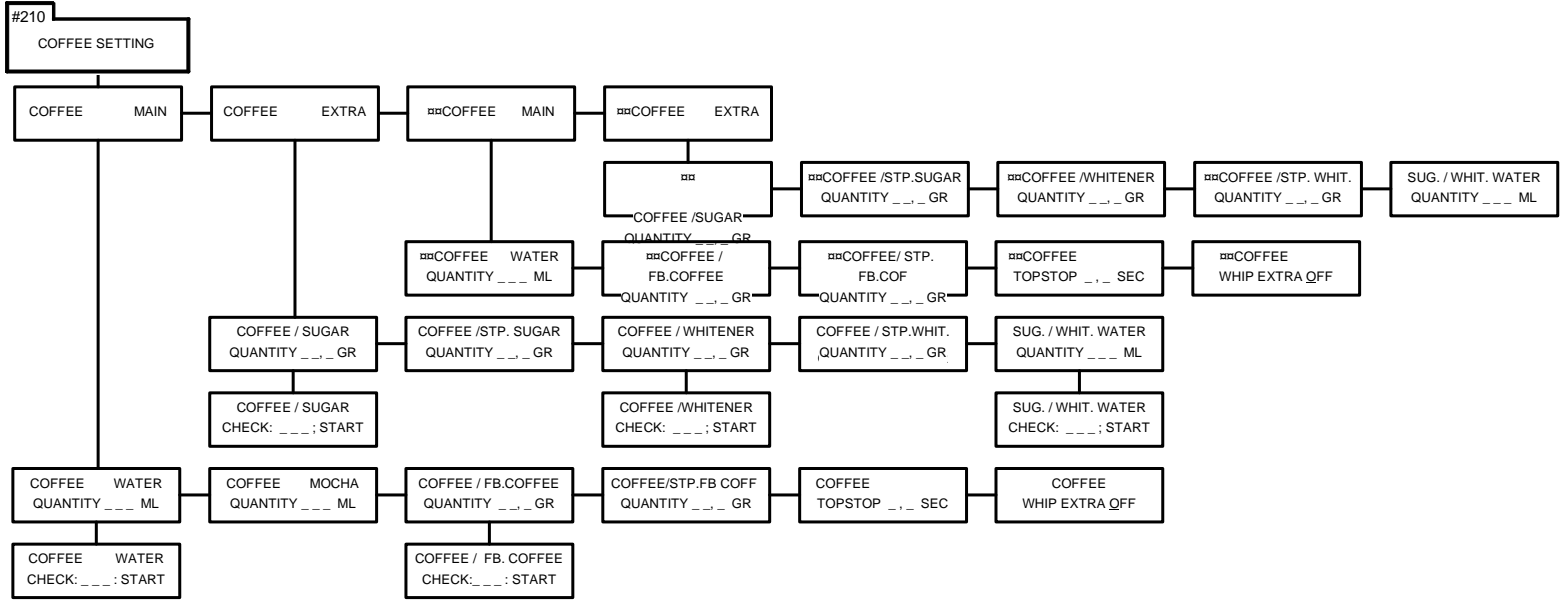 #210
COFFEE SETTING
COFFEE MAIN
COFFEE EXTRA
¤¤COFFEE MAIN
¤¤COFFEE EXTRA
¤¤
COFFEE /SUGAR
QUANTITY _ _, _ GR
¤¤COFFEE /STP.SUGAR
QUANTITY _ _, _ GR
¤¤COFFEE /WHITENER
QUANTITY _ _, _ GR
¤¤COFFEE /STP. WHIT.
QUANTITY _ _, _ GR
SUG. / WHIT. WATER
QUANTITY _ _ _ ML
¤¤COFFEE WATER
QUANTITY _ _ _ ML
¤¤COFFEE /
FB.COFFEE
QUANTITY _ _, _ GR
¤¤COFFEE/ STP.
FB.COF
QUANTITY _ _, _ GR
¤¤COFFEE
TOPSTOP _ , _ SEC
¤¤COFFEE
WHIP EXTRA OFF
COFFEE / SUGAR
QUANTITY _ _, _ GR
COFFEE /STP. SUGAR
QUANTITY _ _, _ GR
COFFEE / WHITENER
QUANTITY _ _, _ GR
COFFEE / STP.WHIT.
QUANTITY _ _, _ GR
SUG. / WHIT. WATER
QUANTITY _ _ _ ML
COFFEE / SUGAR
CHECK: _ _ _ ; START
COFFEE /WHITENER
CHECK: _ _ _ ; START
SUG. / WHIT. WATER
CHECK: _ _ _ ; START
COFFEE WATER
QUANTITY _ _ _ ML
COFFEE MOCHA
QUANTITY _ _ _ ML
COFFEE / FB.COFFEE
QUANTITY _ _, _ GR
COFFEE/STP.FB COFF
QUANTITY _ _, _ GR
COFFEE
TOPSTOP _ , _ SEC
COFFEE
WHIP EXTRA OFF
COFFEE WATER
CHECK: _ _ _ : START
COFFEE / FB. COFFEE
CHECK:_ _ _ : START